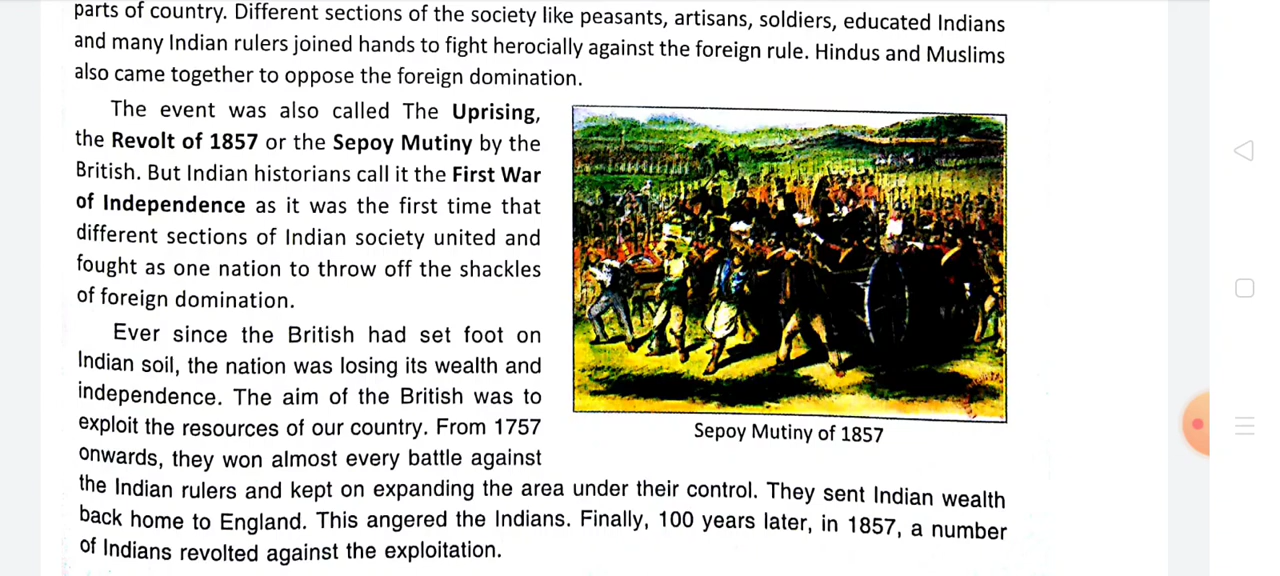 parts of country. Different sections of the society like peasants, artisans, soldiers, educated Indians
and many Indian rulers joined hands to fight herocially against the foreign rule. Hindus and Muslims
also came together to oppose the foreign domination.
The event was also called The Uprising,
the Revolt of 1857 or the Sepoy Mutiny by the
British. But Indian historians call it the First War
of Independence as it was the first time that
different sections of Indian society united and
fought as one nation to throw off the shackles
of foreign domination.
Ever since the British had set foot on
Indian soil, the nation was losing its wealth and
independence. The aim of the British was to
exploit the resources of our country. From 1757
onwards, they won almost every battle against
the Indian rulers and kept on expanding the area under their control. They sent Indian wealth
back home to England. This angered the Indians. Finally, 100 years later, in 1857, a number
of Indians revolted against the exploitation.
Sepoy Mutiny of 1857